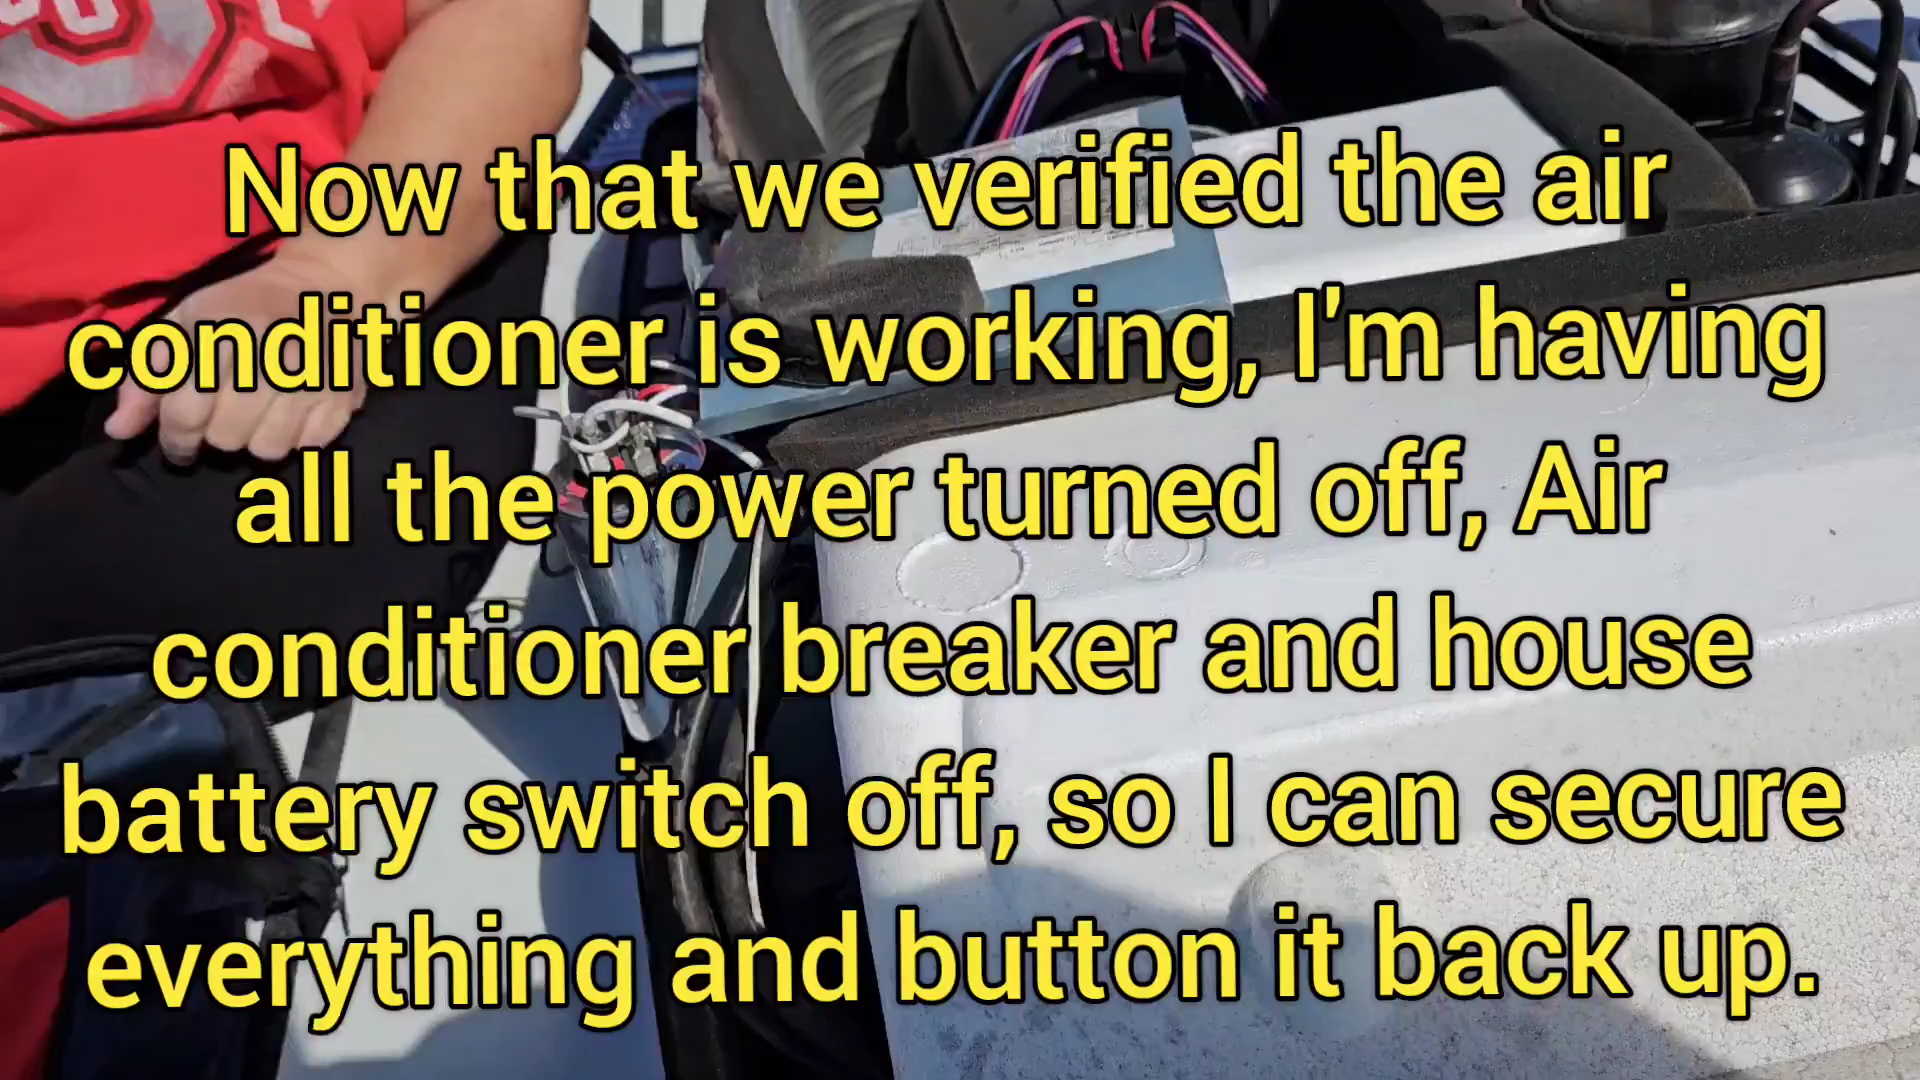 Now that we verified the air
conditioner is working, I'm having
all the power turned off, Air
conditioner breaker and house
battery switch off, so I can secure
everything and button it back up.